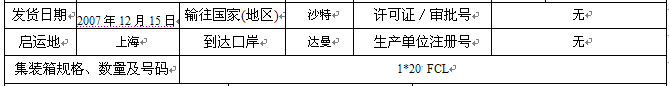 发货日期 2007 年 12 月 15 日 输往国家(地区) 沙特 许可证／审批号 无
启运地 上海 到达口岸 达曼 生产单位注册号 无
集装箱规格、数量及号码 1*20' FCL